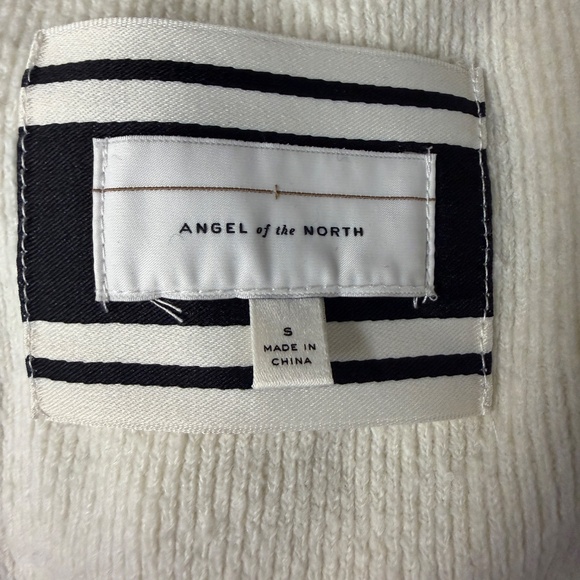 ANGEL of the NORTH
S
MADE IN
CHINA